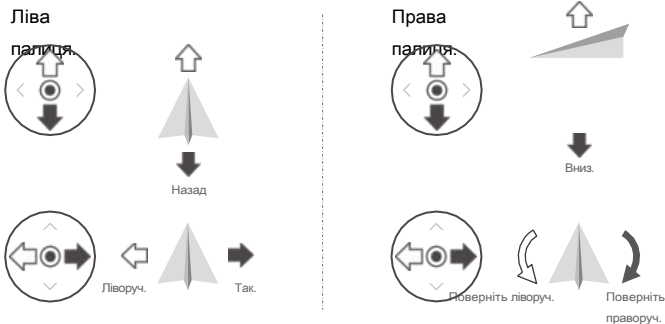 Ліва
палиця.
Назад
Ліворуч.
Так.
Права
палиця.
Вниз.
Поверніть ліворуч.
Поверніть
праворуч.